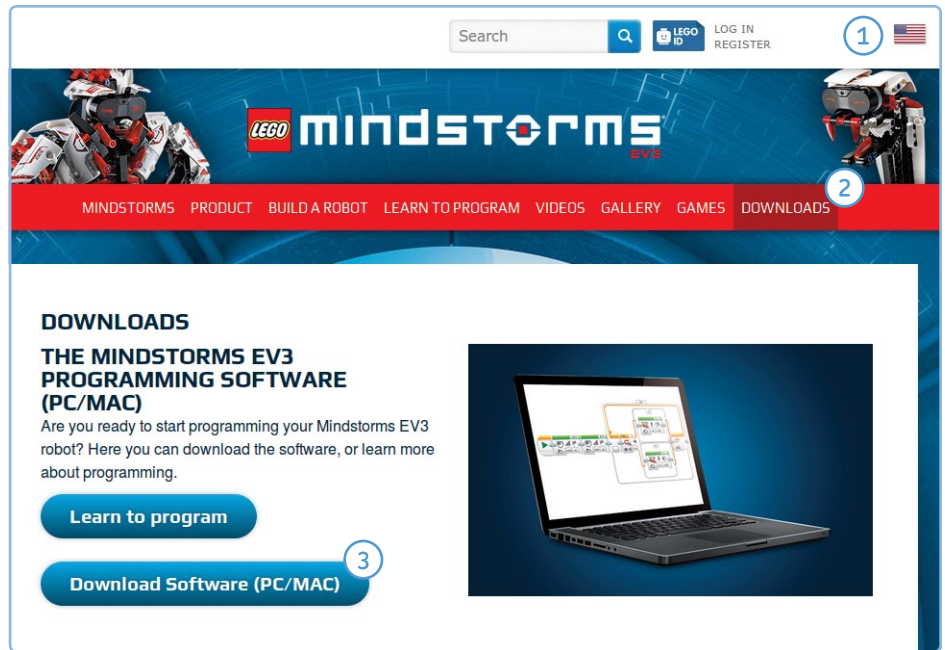 Search
LEGO
ID
LOG IN
REGISTER
1
LEGO mindstorms
EV3
2
MINDSTORMS PRODUCT BUILD A ROBOT LEARN TO PROGRAM VIDEOS GALLERY GAMES DOWNLOADS
DOWNLOADS
THE MINDSTORMS EV3
PROGRAMMING SOFTWARE
(PC/MAC)
Are you ready to start programming your Mindstorms EV3
robot? Here you can download the software, or learn more
about programming.
Learn to program
3
Download Software (PC/MAC)